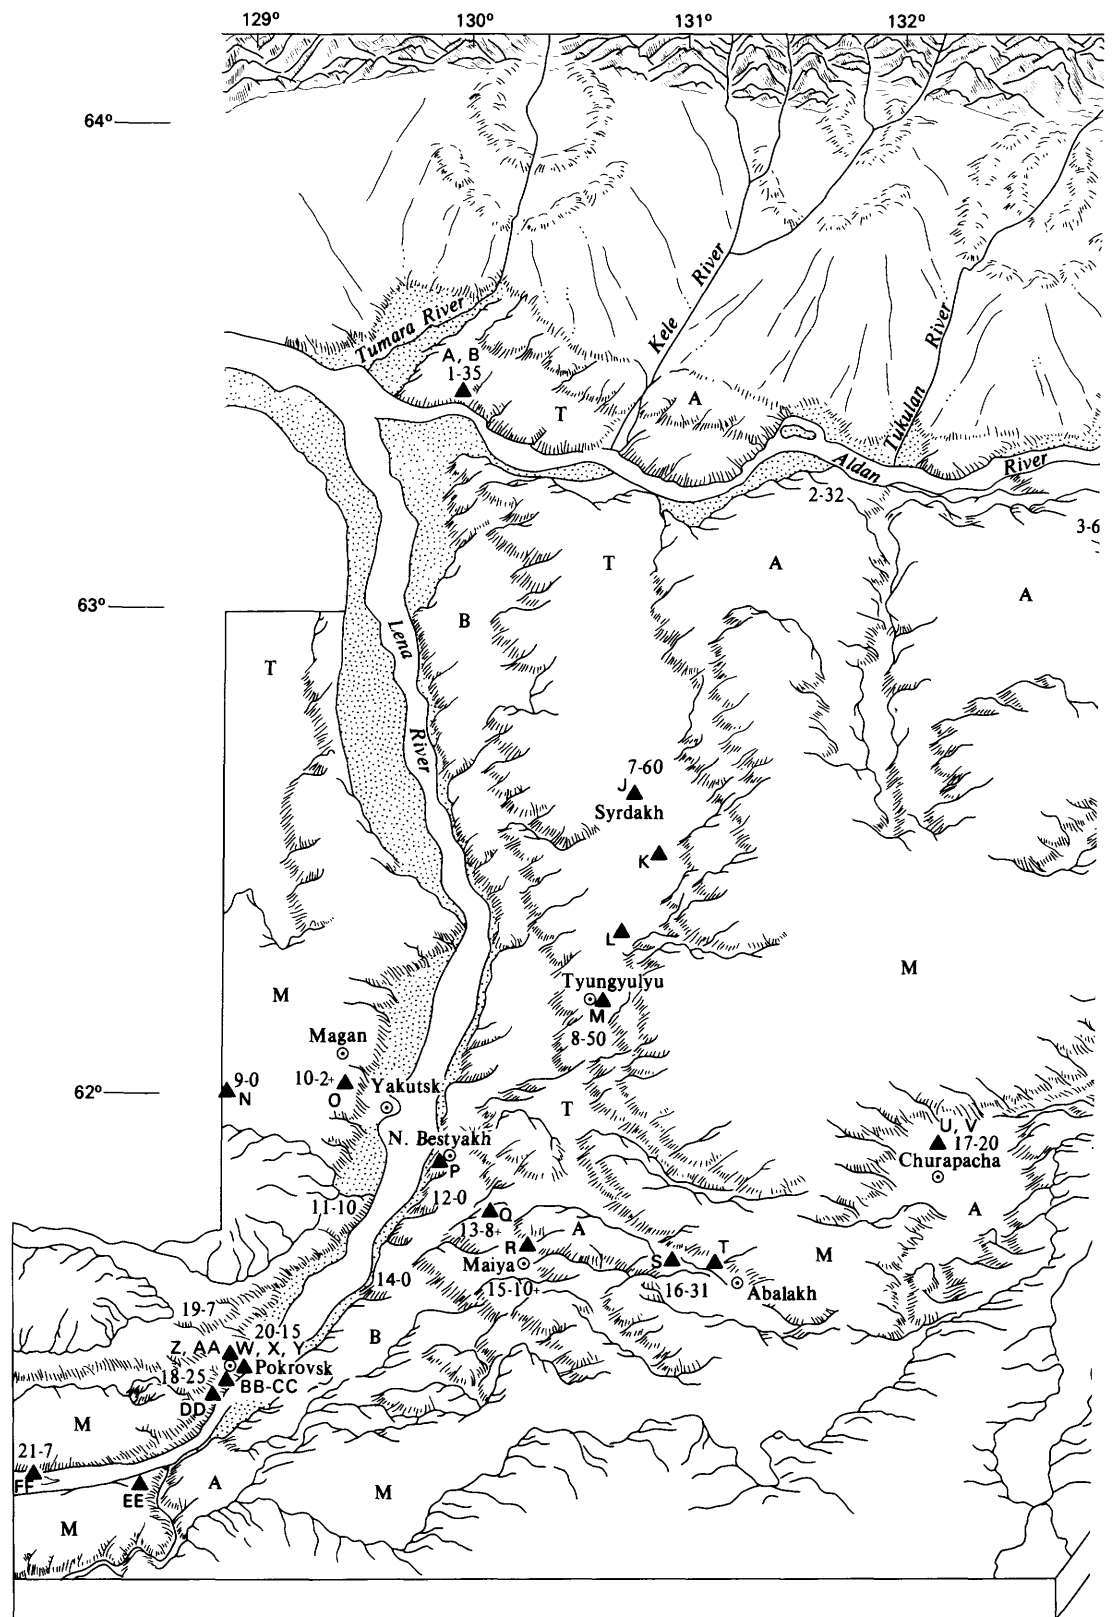 129° 130° 131° 132°
64°
Tumara River
Kele River
Tukulan River
A, B
1-35
T
A
Aldan River
2-32
3-6
T
A
A
63°
B
Lena River
T
7-60
J
Syrdakh
K
L
M
Tyungyulyu
M
8-50
M
Magan
62°
9-0
N
10-2+
O
Yakutsk
T
U, V
17-20
Churapacha
N. Bestyakh
P
11-10
12-0
Q
13-8+
A
A
R
Maiya
S
T
M
14-0
15-10+
16-31
Abalakh
19-7
20-15
B
Z, AA
W, X, Y
Pokrovsk
18-25
BB-CC
DD
M
21-7
FF
EE
A
M
M